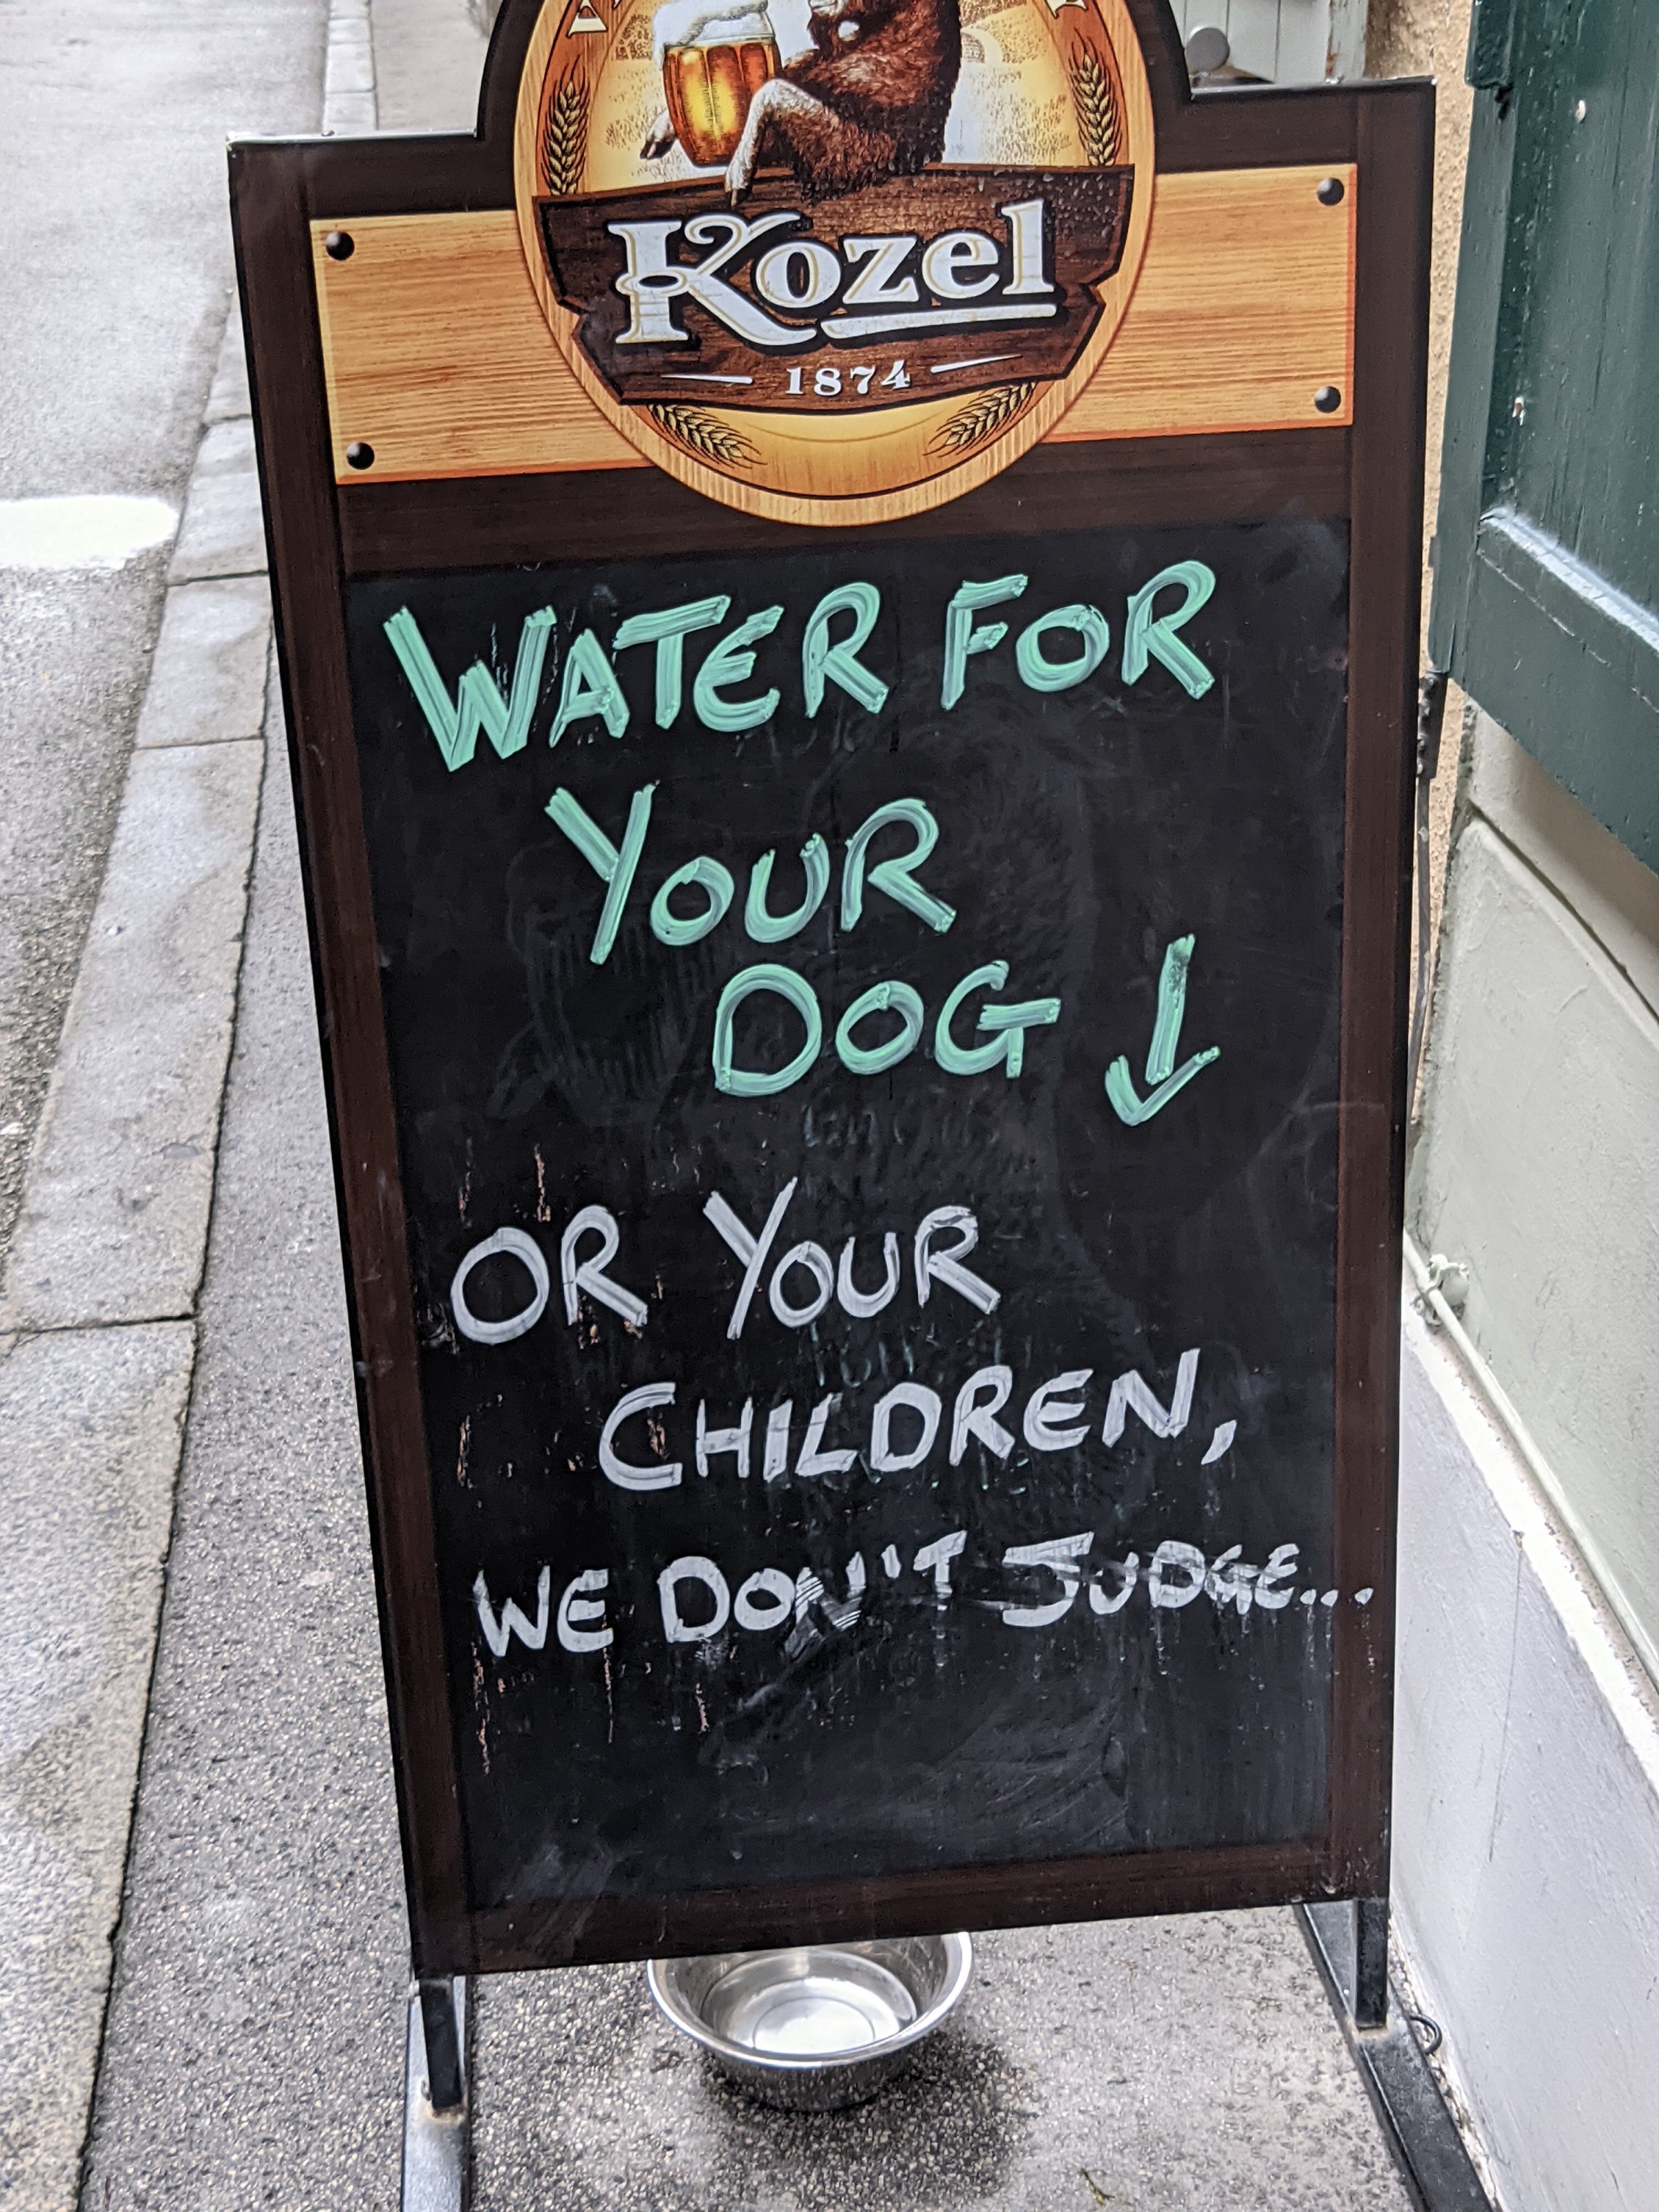 Kozel
1874
WATER FOR
YOUR
DOG ↓
OR YOUR
CHILDREN,
WE DON'T JUDGE...